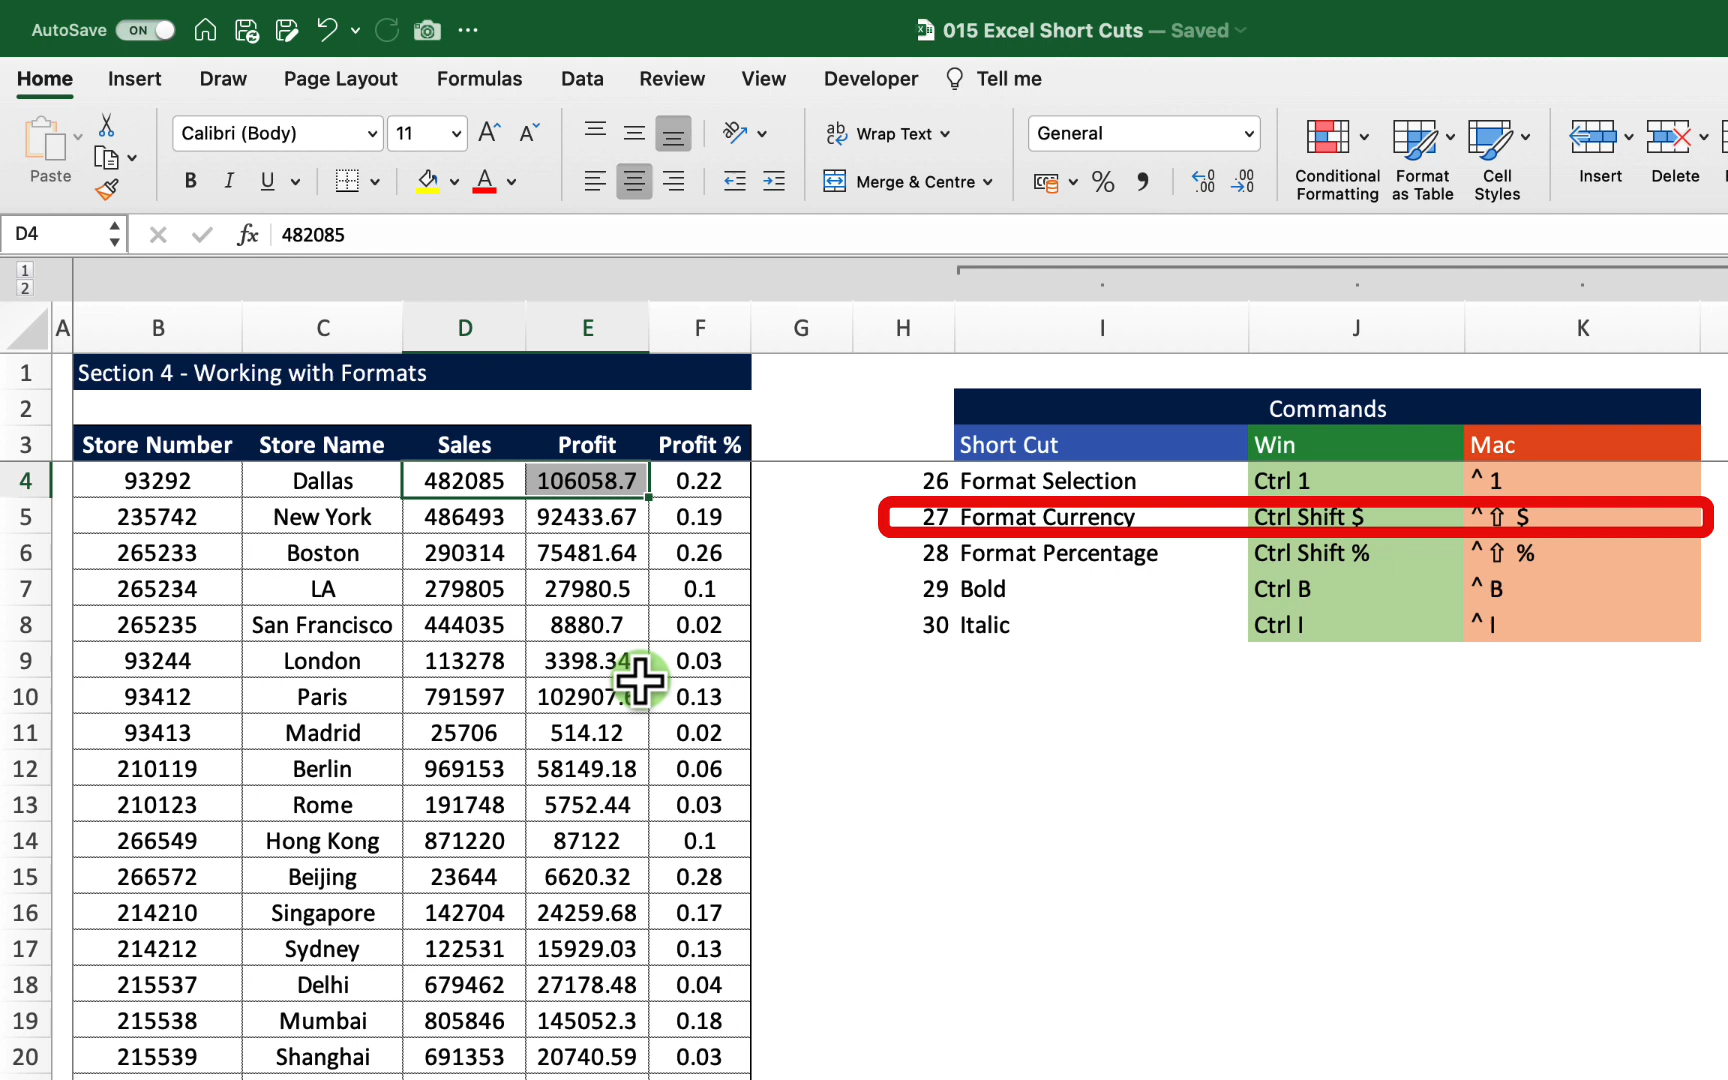 AutoSave ON 015 Excel Short Cuts — Saved
Home Insert Draw Page Layout Formulas Data Review View Developer Tell me
Paste Calibri (Body) 11 A^ A˅ ab Wrap Text General Conditional Formatting Format as Table Cell Styles Insert Delete
B I U A Merge & Centre % , .00 .00
D4 fx 482085
1
2
A B C D E F G H I J K
1 Section 4 - Working with Formats
2 Commands
3 Store Number Store Name Sales Profit Profit % Short Cut Win Mac
4 93292 Dallas 482085 106058.7 0.22 26 Format Selection Ctrl 1 ^ 1
5 235742 New York 486493 92433.67 0.19 27 Format Currency Ctrl Shift $ ^ ⇧ $
6 265233 Boston 290314 75481.64 0.26 28 Format Percentage Ctrl Shift % ^ ⇧ %
7 265234 LA 279805 27980.5 0.1 29 Bold Ctrl B ^ B
8 265235 San Francisco 444035 8880.7 0.02 30 Italic Ctrl I ^ I
9 93244 London 113278 3398.34 0.03
10 93412 Paris 791597 102907. 0.13
11 93413 Madrid 25706 514.12 0.02
12 210119 Berlin 969153 58149.18 0.06
13 210123 Rome 191748 5752.44 0.03
14 266549 Hong Kong 871220 87122 0.1
15 266572 Beijing 23644 6620.32 0.28
16 214210 Singapore 142704 24259.68 0.17
17 214212 Sydney 122531 15929.03 0.13
18 215537 Delhi 679462 27178.48 0.04
19 215538 Mumbai 805846 145052.3 0.18
20 215539 Shanghai 691353 20740.59 0.03